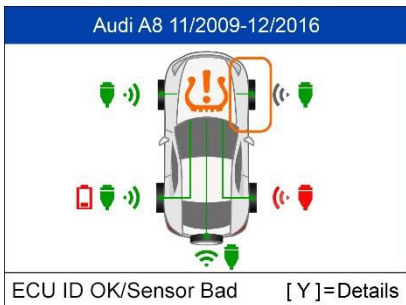 Audi A8 11/2009-12/2016
ECU ID OK/Sensor Bad [ Y ]=Details